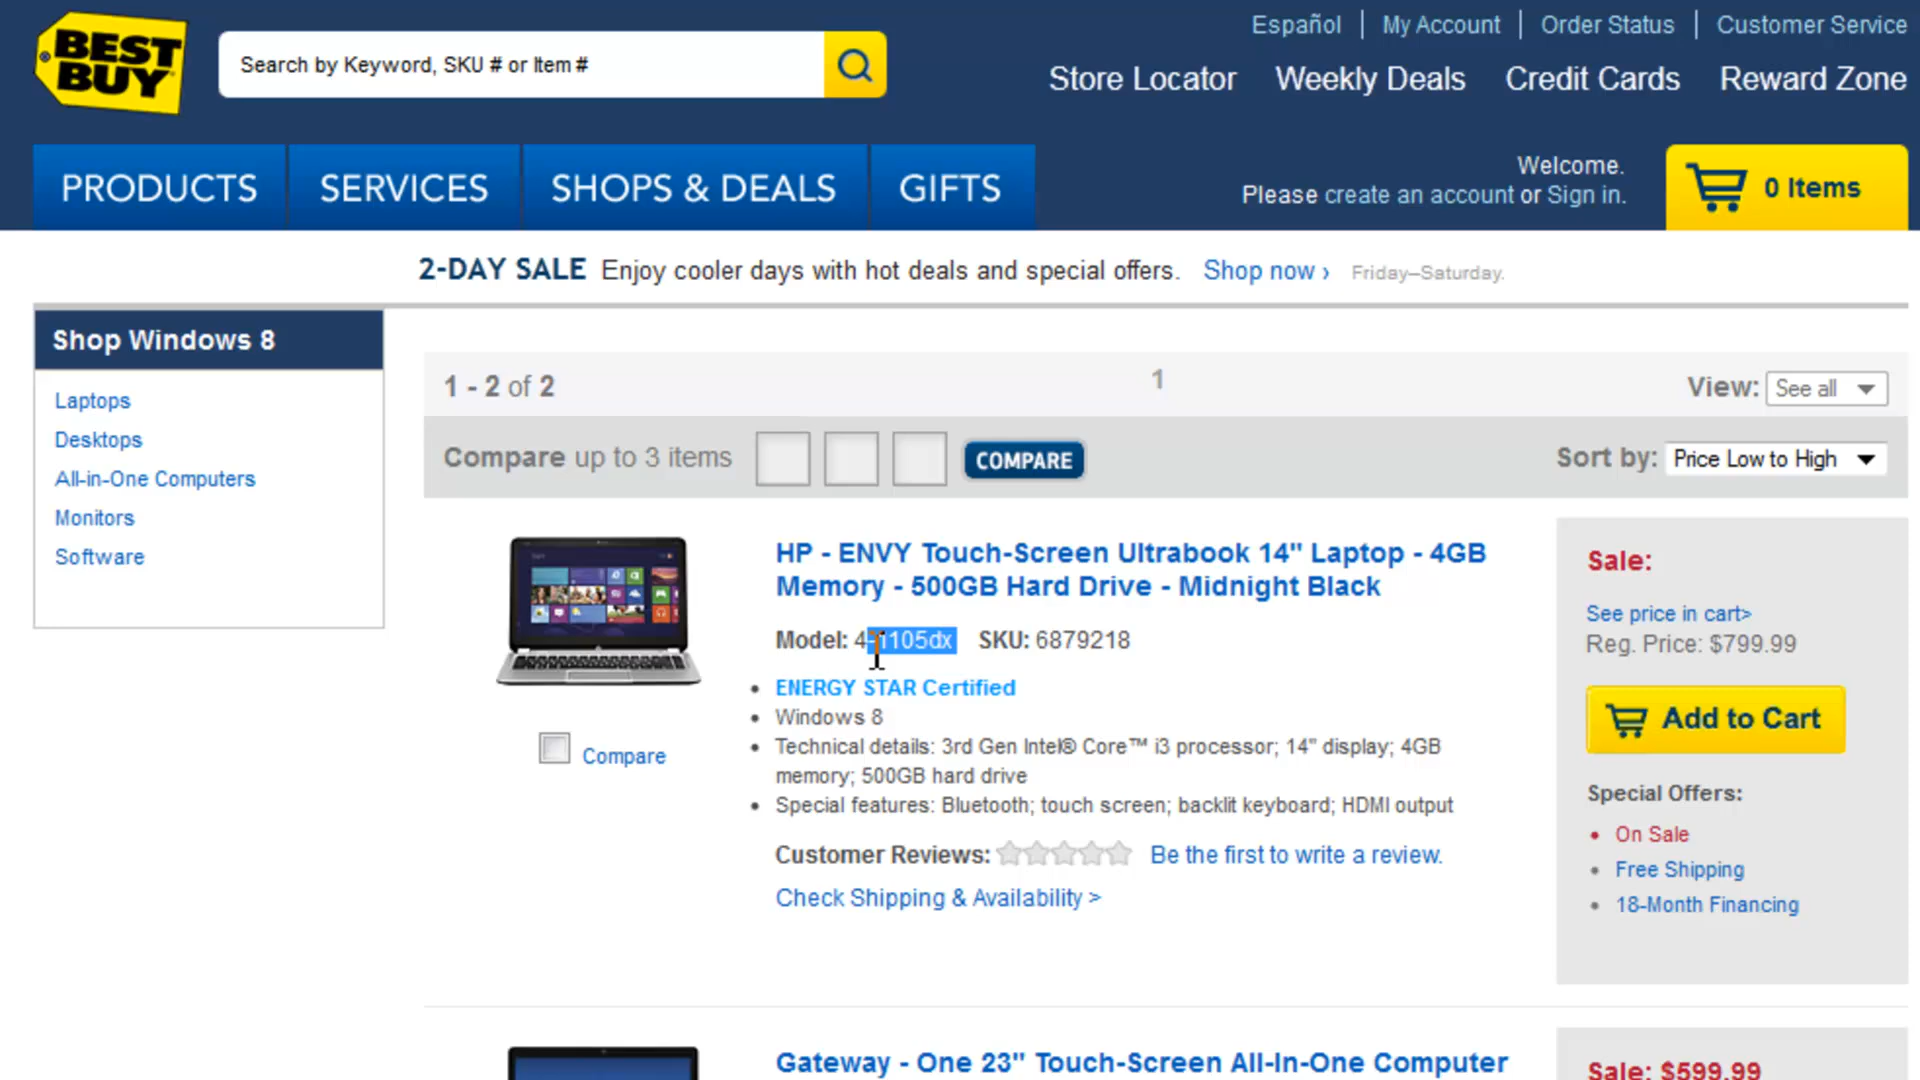 BEST
BUY
Search by Keyword, SKU # or Item #
Español
My Account
Order Status
Customer Service
Store Locator
Weekly Deals
Credit Cards
Reward Zone
PRODUCTS
SERVICES
SHOPS & DEALS
GIFTS
Welcome.
Please create an account or Sign in.
0 Items
2-DAY SALE Enjoy cooler days with hot deals and special offers. Shop now › Friday–Saturday.
Shop Windows 8
Laptops
Desktops
All-in-One Computers
Monitors
Software
1 - 2 of 2
1
View: See all
Compare up to 3 items
COMPARE
Sort by: Price Low to High
HP - ENVY Touch-Screen Ultrabook 14" Laptop - 4GB
Memory - 500GB Hard Drive - Midnight Black
Model: 4-1105dx SKU: 6879218
ENERGY STAR Certified
Windows 8
Technical details: 3rd Gen Intel® Core™ i3 processor; 14" display; 4GB
memory; 500GB hard drive
Special features: Bluetooth; touch screen; backlit keyboard; HDMI output
Customer Reviews: Be the first to write a review.
Check Shipping & Availability >
Compare
Sale:
See price in cart>
Reg. Price: $799.99
Add to Cart
Special Offers:
On Sale
Free Shipping
18-Month Financing
Gateway - One 23" Touch-Screen All-In-One Computer
Sale: $599.99